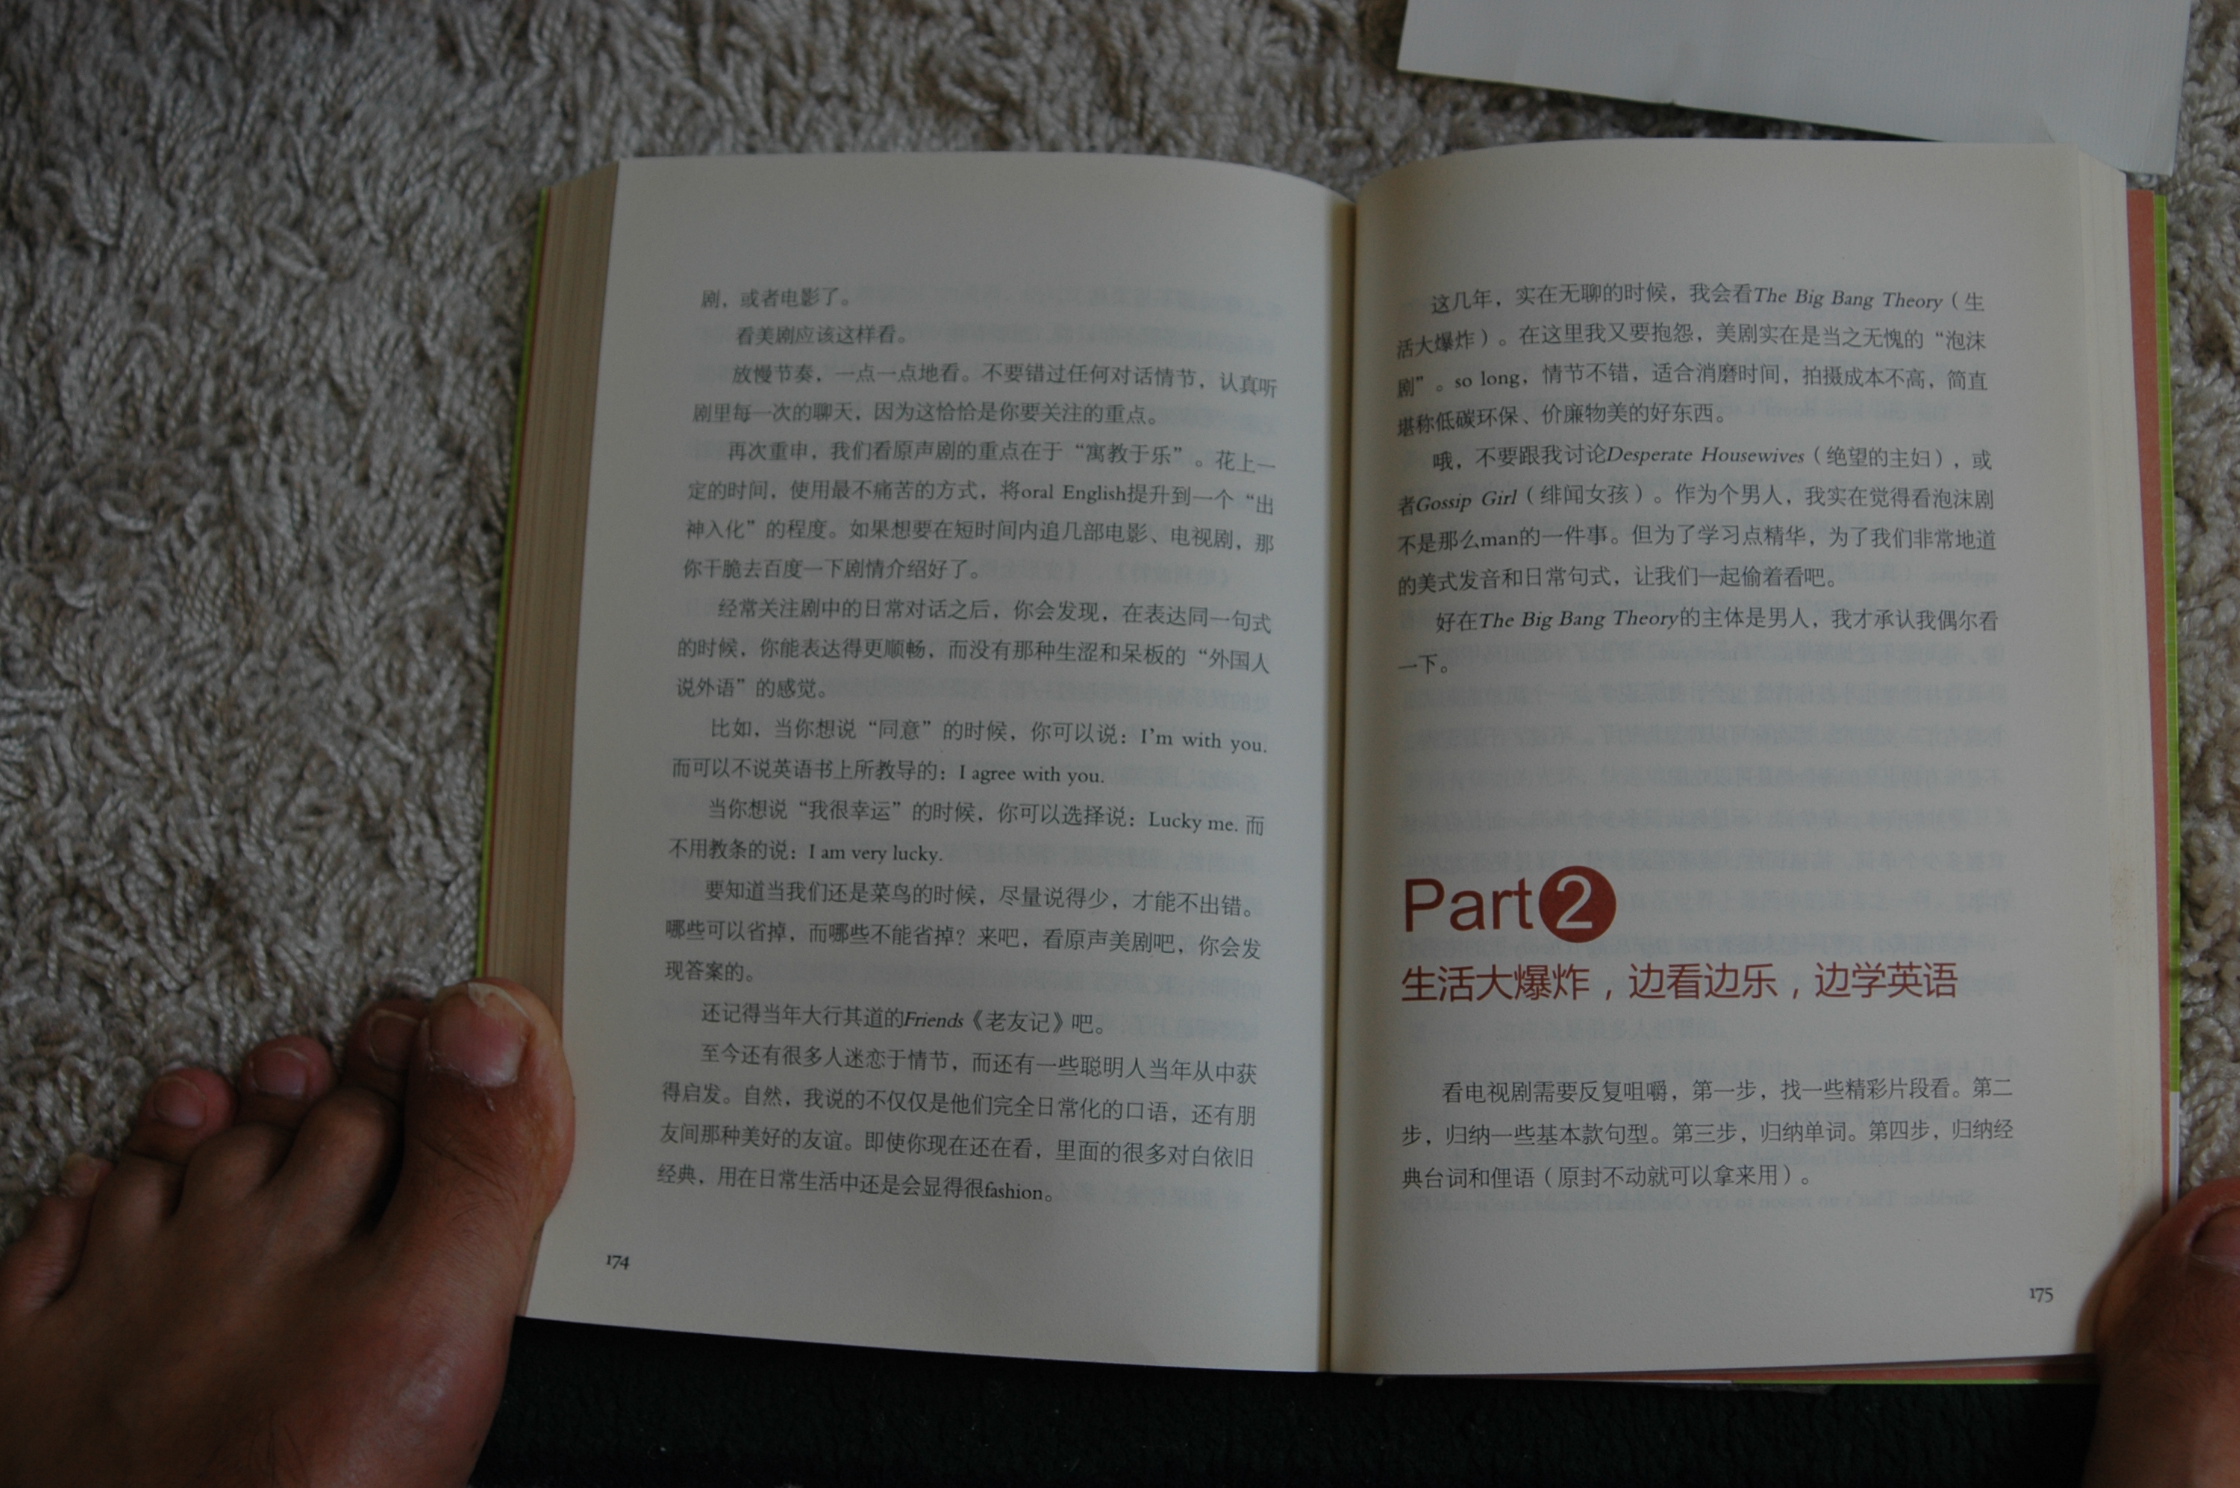 剧，或者电影了。
看美剧应该这样看。
放慢节奏，一点一点地看。不要错过任何对话情节，认真听
剧里每一次的聊天，因为这恰恰是你要关注的重点。
再次重申，我们看原声剧的重点在于“寓教于乐”。花上一
定的时间，使用最不痛苦的方式，将oral English提升到一个“出
神入化”的程度。如果想要在短时间内追几部电影、电视剧，那
你干脆去百度一下剧情介绍好了。
经常关注剧中的日常对话之后，你会发现，在表达同一句式
的时候，你能表达得更顺畅，而没有那种生涩和呆板的“外国人
说外语”的感觉。
比如，当你想说“同意”的时候，你可以说：I'm with you.
而可以不说英语书上所教导的：I agree with you.
当你想说“我很幸运”的时候，你可以选择说：Lucky me. 而
不用教条的说：I am very lucky.
要知道当我们还是菜鸟的时候，尽量说得少，才能不出错。
哪些可以省掉，而哪些不能省掉？来吧，看原声美剧吧，你会发
现答案的。
还记得当年大行其道的Friends《老友记》吧。
至今还有很多人迷恋于情节，而还有一些聪明人当年从中获
得启发。自然，我说的不仅仅是他们完全日常化的口语，还有朋
友间那种美好的友谊。即使你现在还在看，里面的很多对白依旧
经典，用在日常生活中还是会显得很fashion。
174
这几年，实在无聊的时候，我会看The Big Bang Theory（生
活大爆炸）。在这里我又要抱怨，美剧实在是当之无愧的“泡沫
剧”。so long，情节不错，适合消磨时间，拍摄成本不高，简直
堪称低碳环保、价廉物美的好东西。
哦，不要跟我讨论Desperate Housewives（绝望的主妇），或
者Gossip Girl（绯闻女孩）。作为个男人，我实在觉得看泡沫剧
不是那么man的一件事。但为了学习点精华，为了我们非常地道
的美式发音和日常句式，让我们一起偷着看吧。
好在The Big Bang Theory的主体是男人，我才承认我偶尔看
一下。
Part 2
生活大爆炸，边看边乐，边学英语
看电视剧需要反复咀嚼，第一步，找一些精彩片段看。第二
步，归纳一些基本款句型。第三步，归纳单词。第四步，归纳经
典台词和俚语（原封不动就可以拿来用）。
175